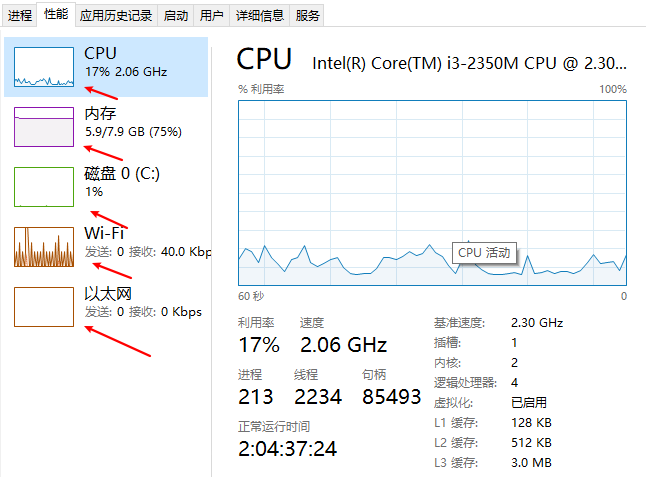 进程 性能 应用历史记录 启动 用户 详细信息 服务
CPU
17% 2.06 GHz
内存
5.9/7.9 GB (75%)
磁盘 0 (C:)
1%
Wi-Fi
发送: 0 接收: 40.0 Kbp
以太网
发送: 0 接收: 0 Kbps
CPU Intel(R) Core(TM) i3-2350M CPU @ 2.30...
% 利用率 100%
CPU 活动
60 秒 0
利用率 速度
17% 2.06 GHz
进程 线程 句柄
213 2234 85493
正常运行时间
2:04:37:24
基准速度: 2.30 GHz
插槽: 1
内核: 2
逻辑处理器: 4
虚拟化: 已启用
L1 缓存: 128 KB
L2 缓存: 512 KB
L3 缓存: 3.0 MB